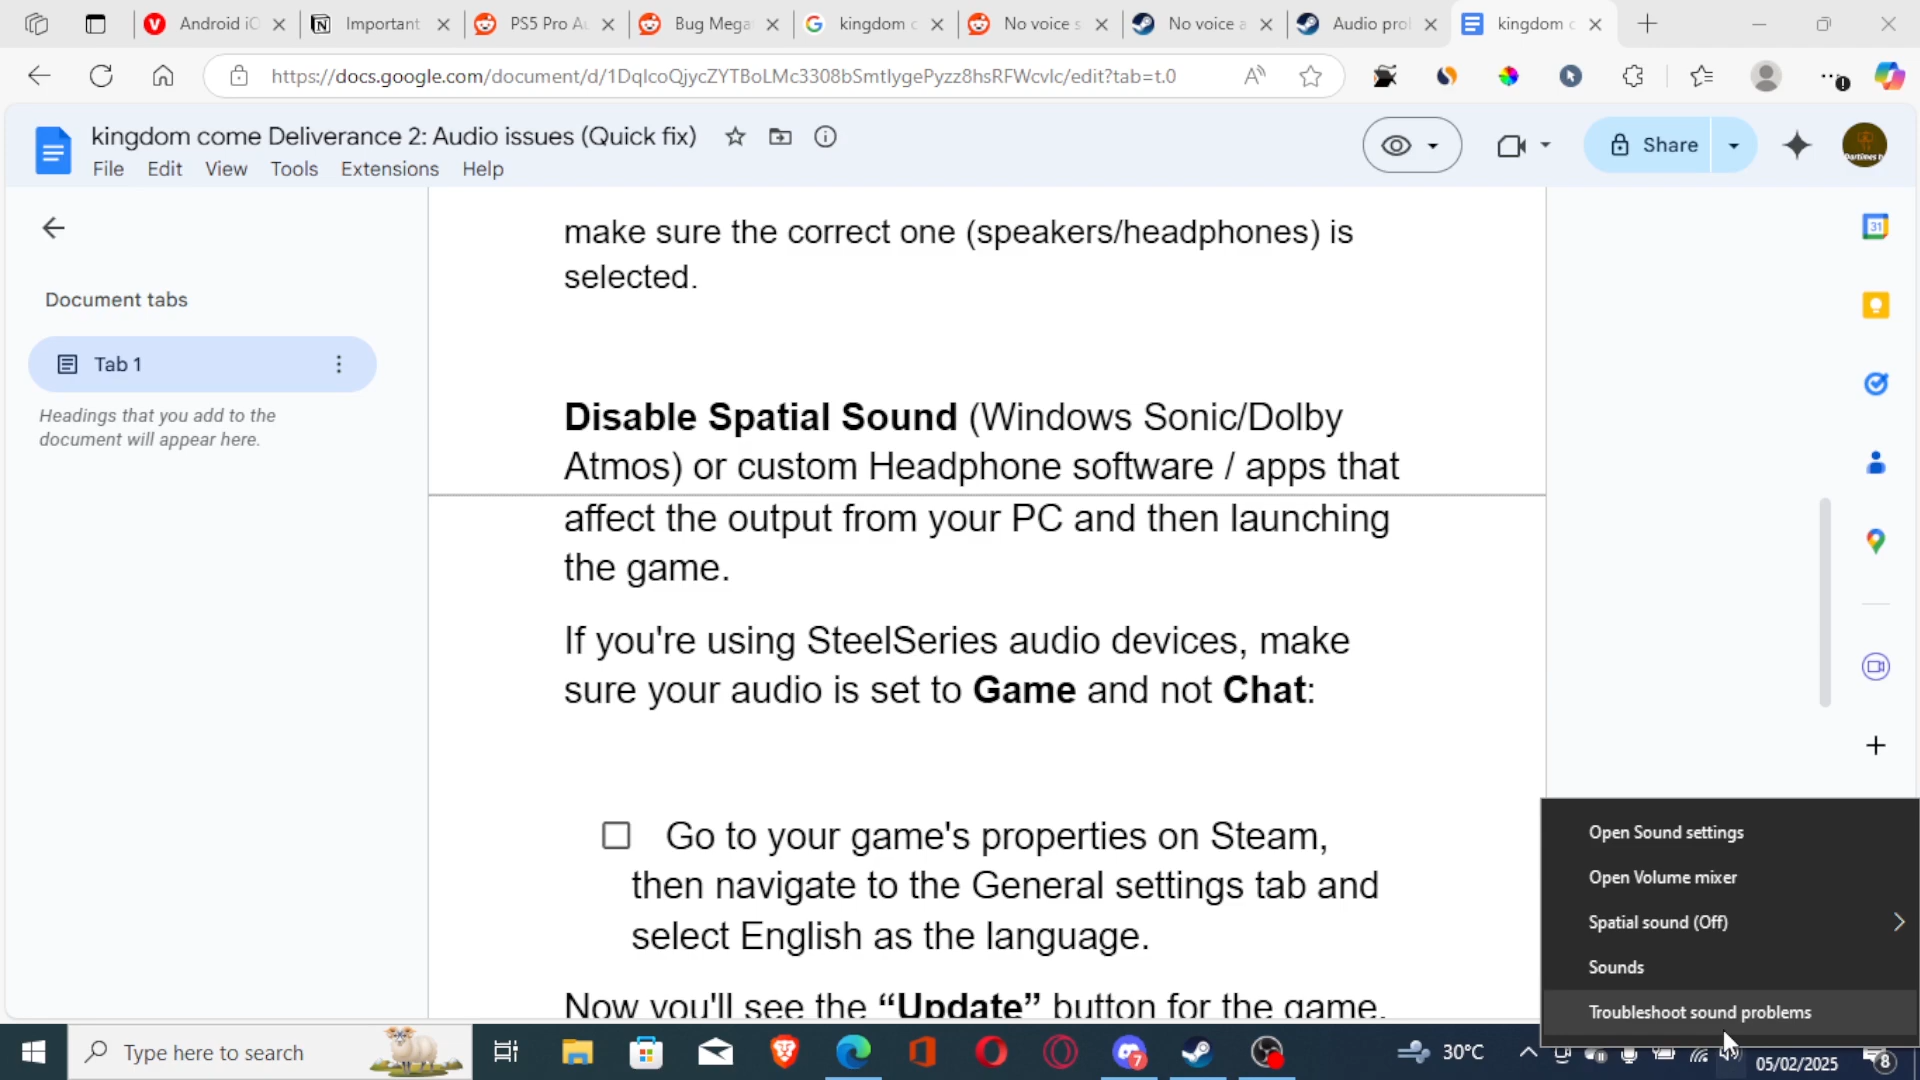 Android iO
Important
PS5 Pro Au
Bug Mega
kingdom c
No voice s
No voice a
Audio prol
kingdom c
https://docs.google.com/document/d/1DqlcoQjycZYTBoLMc3308bSmtlygePyzz8hsRFWcvlc/edit?tab=t.0
kingdom come Deliverance 2: Audio issues (Quick fix)
File Edit View Tools Extensions Help
Share
Document tabs
Tab 1
Headings that you add to the
document will appear here.
make sure the correct one (speakers/headphones) is
selected.
Disable Spatial Sound (Windows Sonic/Dolby
Atmos) or custom Headphone software / apps that
affect the output from your PC and then launching
the game.
If you're using SteelSeries audio devices, make
sure your audio is set to Game and not Chat:
Go to your game's properties on Steam,
then navigate to the General settings tab and
select English as the language.
Now you'll see the “Update” button for the game.
31
Open Sound settings
Open Volume mixer
Spatial sound (Off)
Sounds
Troubleshoot sound problems
Type here to search
7
30°C
05/02/2025
8